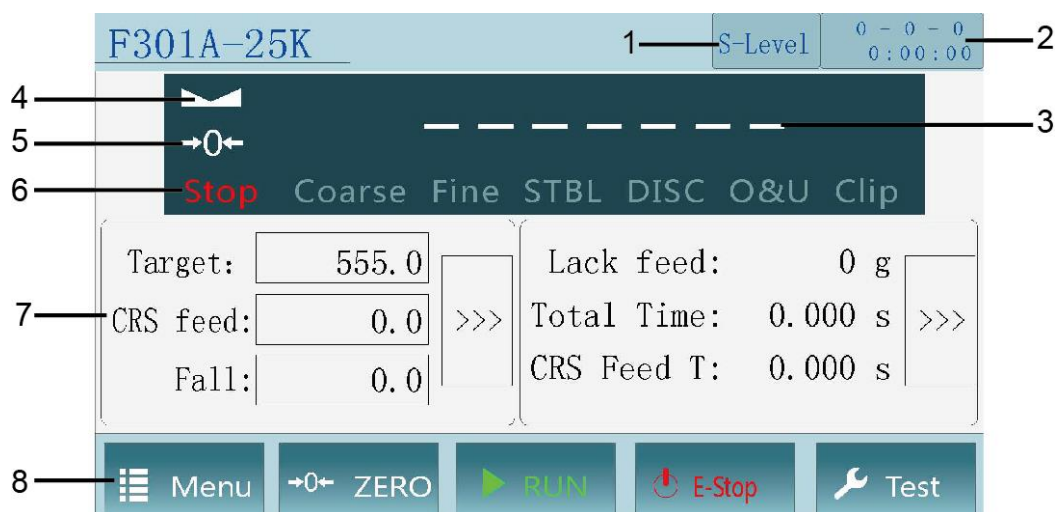 F301A-25K
1
S-Level
0 - 0 - 0
0:00:00
2
4
3
5
→0←
6
Stop Coarse Fine STBL DISC O&U Clip
7
Target: 555.0
CRS feed: 0.0
Fall: 0.0
>>>
Lack feed: 0 g
Total Time: 0.000 s
CRS Feed T: 0.000 s
>>>
8
Menu →0← ZERO RUN E-Stop Test